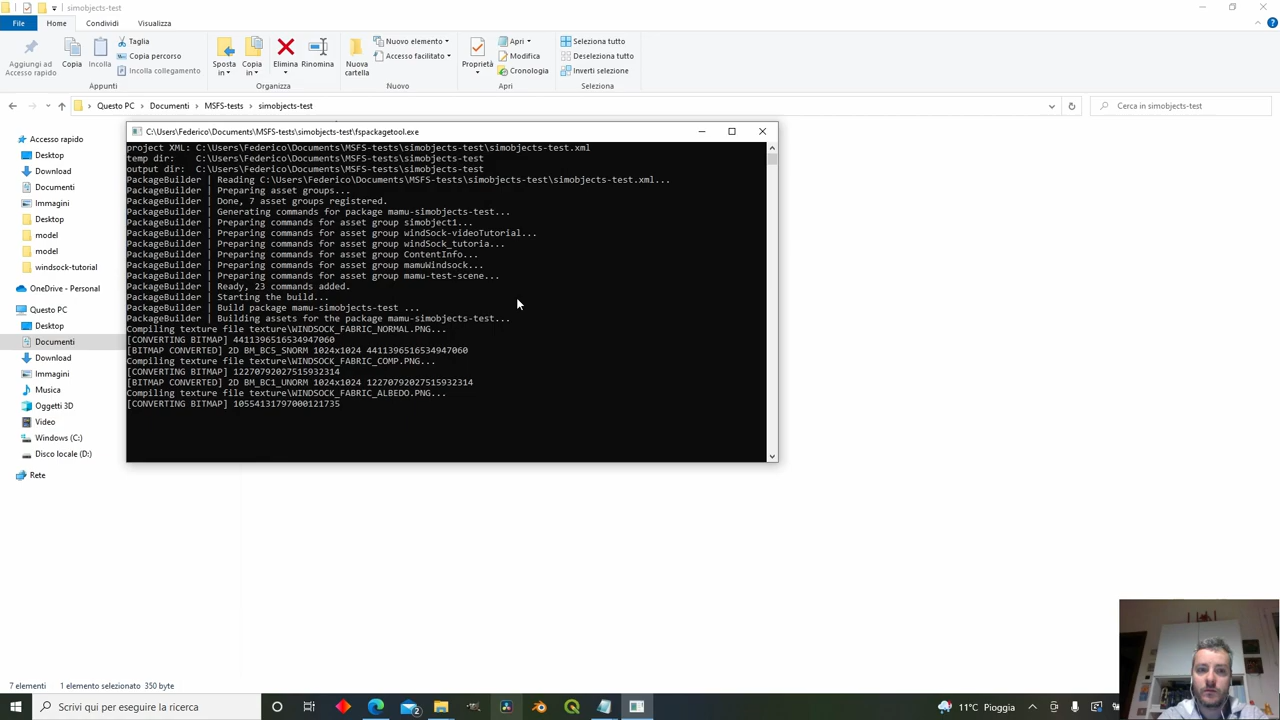 simobjects-test
File
Home
Condividi
Visualizza
Aggiungi ad Accesso rapido
Copia
Incolla
Taglia
Copia percorso
Incolla collegamento
Appunti
Sposta in
Copia in
Elimina
Rinomina
Organizza
Nuova cartella
Nuovo elemento
Accesso facilitato
Nuovo
Proprietà
Apri
Modifica
Cronologia
Apri
Seleziona tutto
Deseleziona tutto
Inverti selezione
Seleziona
Questo PC > Documenti > MSFS-tests > simobjects-test
Cerca in simobjects-test
Accesso rapido
Desktop
Download
Documenti
Immagini
Desktop
model
model
windsock-tutorial
OneDrive - Personal
Questo PC
Desktop
Documenti
Download
Immagini
Musica
Oggetti 3D
Video
Windows (C:)
Disco locale (D:)
Rete
C:\Users\Federico\Documents\MSFS-tests\simobjects-test\fspackagetool.exe
project XML: C:\Users\Federico\Documents\MSFS-tests\simobjects-test\simobjects-test.xml
temp dir:    C:\Users\Federico\Documents\MSFS-tests\simobjects-test
output dir:  C:\Users\Federico\Documents\MSFS-tests\simobjects-test
PackageBuilder | Reading C:\Users\Federico\Documents\MSFS-tests\simobjects-test\simobjects-test.xml...
PackageBuilder | Preparing asset groups...
PackageBuilder | Done, 7 asset groups registered.
PackageBuilder | Generating commands for package mamu-simobjects-test...
PackageBuilder | Preparing commands for asset group simobject1...
PackageBuilder | Preparing commands for asset group windSock-videoTutorial...
PackageBuilder | Preparing commands for asset group windSock_tutoria...
PackageBuilder | Preparing commands for asset group ContentInfo...
PackageBuilder | Preparing commands for asset group mamuWindsock...
PackageBuilder | Preparing commands for asset group mamu-test-scene...
PackageBuilder | Ready, 23 commands added.
PackageBuilder | Starting the build...
PackageBuilder | Build package mamu-simobjects-test ...
PackageBuilder | Building assets for the package mamu-simobjects-test...
Compiling texture file texture\WINDSOCK_FABRIC_NORMAL.PNG...
[CONVERTING BITMAP] 4411396516534947060
[BITMAP CONVERTED] 2D BM_BC5_SNORM 1024x1024 4411396516534947060
Compiling texture file texture\WINDSOCK_FABRIC_COMP.PNG...
[CONVERTING BITMAP] 12270792027515932314
[BITMAP CONVERTED] 2D BM_BC1_UNORM 1024x1024 12270792027515932314
Compiling texture file texture\WINDSOCK_FABRIC_ALBEDO.PNG...
[CONVERTING BITMAP] 10554131797000121735
7 elementi
1 elemento selezionato 350 byte
Scrivi qui per eseguire la ricerca
2
11°C Pioggia